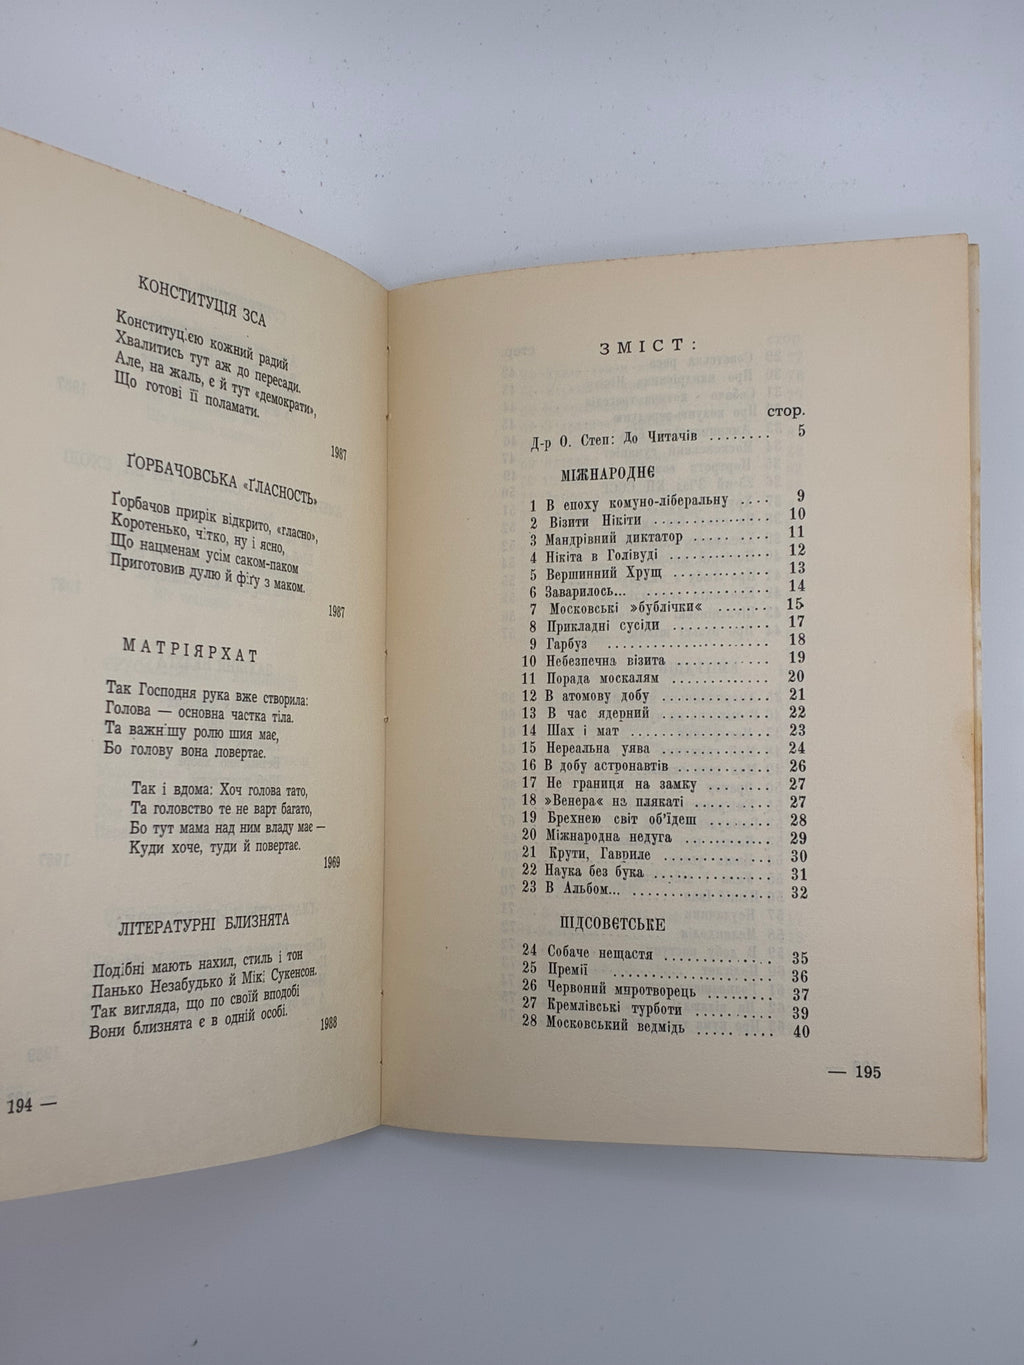 КОНСТИТУЦІЯ ЗСА
Конституц:єю кожний радий
Хвалитись тут аж до пересади.
Але, на жаль, є й тут «демократи»,
Що готові її поламати.
1987
ҐОРБАЧОВСЬКА «ҐЛАСНОСТЬ»
Ґорбачов прирік відкрито, «гласно»,
Коротенько, чітко, ну і ясно,
Що нацменам усім саком-паком
Приготовив дулю й фіґу з маком.
1987
МАТРІЯРХАТ
Так Господня рука вже створила:
Голова — основна частка тіла.
Та важнішу ролю шия має,
Бо голову вона ловертає.
Так і вдома: Хоч голова тато,
Та головство те не варт багато,
Бо тут мама над ним владу має —
Куди хоче, туди й повертає.
1969
ЛІТЕРАТУРНІ БЛИЗНЯТА
Подібні мають нахил, стиль і тон
Панько Незабудько й Мікі Сукенсон.
Так вигляда, що по своїй вподобі
Вони близнята є в одній особі.
1988
194 —
ЗМІСТ:
стор.
Д-р О. Степ: До Читачів ........ 5
МІЖНАРОДНЄ
1 В епоху комуно-ліберальну .... 9
2 Візити Нікіти ............... 10
3 Мандрівний диктатор .......... 11
4 Нікіта в Голівуді ............. 12
5 Вершинний Хрущ ............. 13
6 Заварилось... ................ 14
7 Московські »бублічки« ....... 15
8 Прикладні сусіди ............. 17
9 Гарбуз ...................... 18
10 Небезпечна візита ............ 19
11 Порада москалям ............. 20
12 В атомову добу .............. 21
13 В час ядерний ............... 22
14 Шах і мат .................. 23
15 Нереальна уява .............. 24
16 В добу астронавтів ........... 26
17 Не границя на замку ... .... 27
18 »Венера« на плякаті .......... 27
19 Брехнею світ об'їдеш ........ 28
20 Міжнародна недуга ........... 29
21 Крути, Гавриле .............. 30
22 Наука без бука .............. 31
23 В Альбом... ................. 32
ПІДСОВЄТСЬКЕ
24 Собаче нещастя .............. 35
25 Премії ...................... 36
26 Червоний миротворець ......... 37
27 Кремлівські турботи .......... 39
28 Московський ведмідь .......... 40
— 195